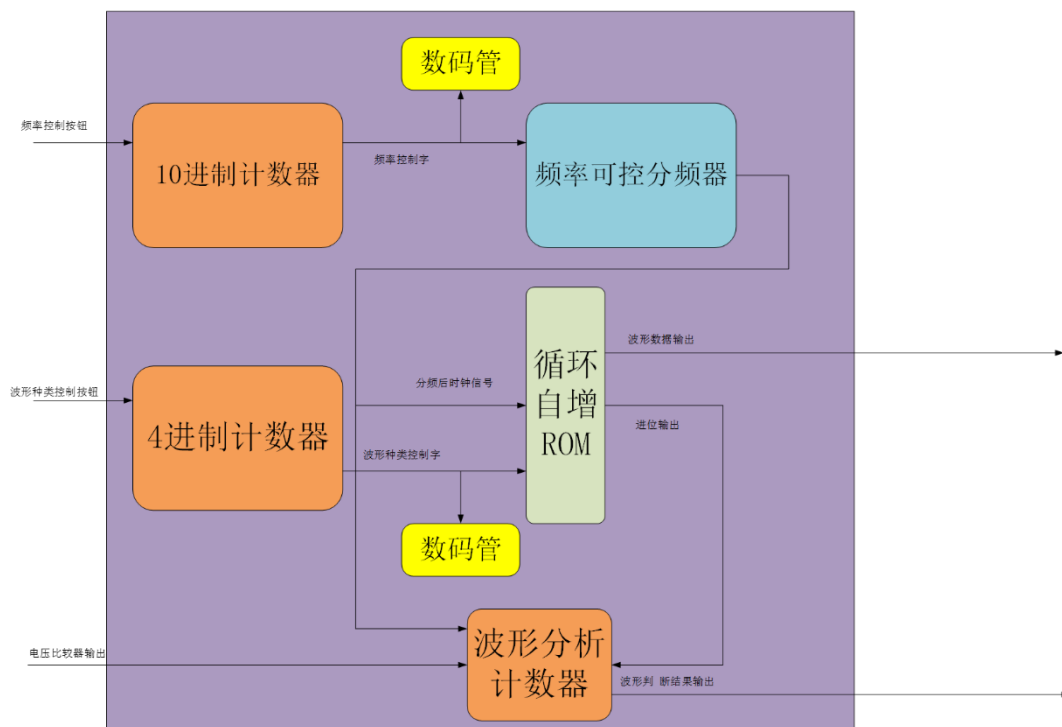 数码管
频率控制按钮
10进制计数器
频率控制字
频率可控分频器
波形种类控制按钮
4进制计数器
分频后时钟信号
波形种类控制字
循环
自增
ROM
波形数据输出
进位输出
数码管
电压比较器输出
波形分析
计数器
波形判 断结果输出